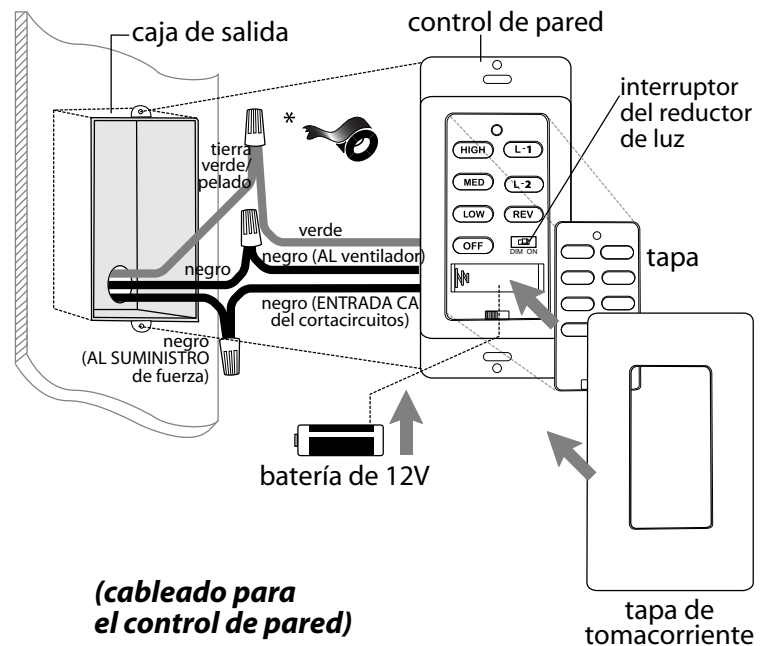 caja de salida
control de pared
interruptor
del reductor
de luz
*
tierra
verde/
pelado
HIGH
L-1
MED
L-2
LOW
REV
OFF
DIM ON
verde
negro (AL ventilador)
negro
negro (ENTRADA CA
del cortacircuitos)
negro
(AL SUMINISTRO
de fuerza)
tapa
batería de 12V
(cableado para
el control de pared)
tapa de
tomacorriente